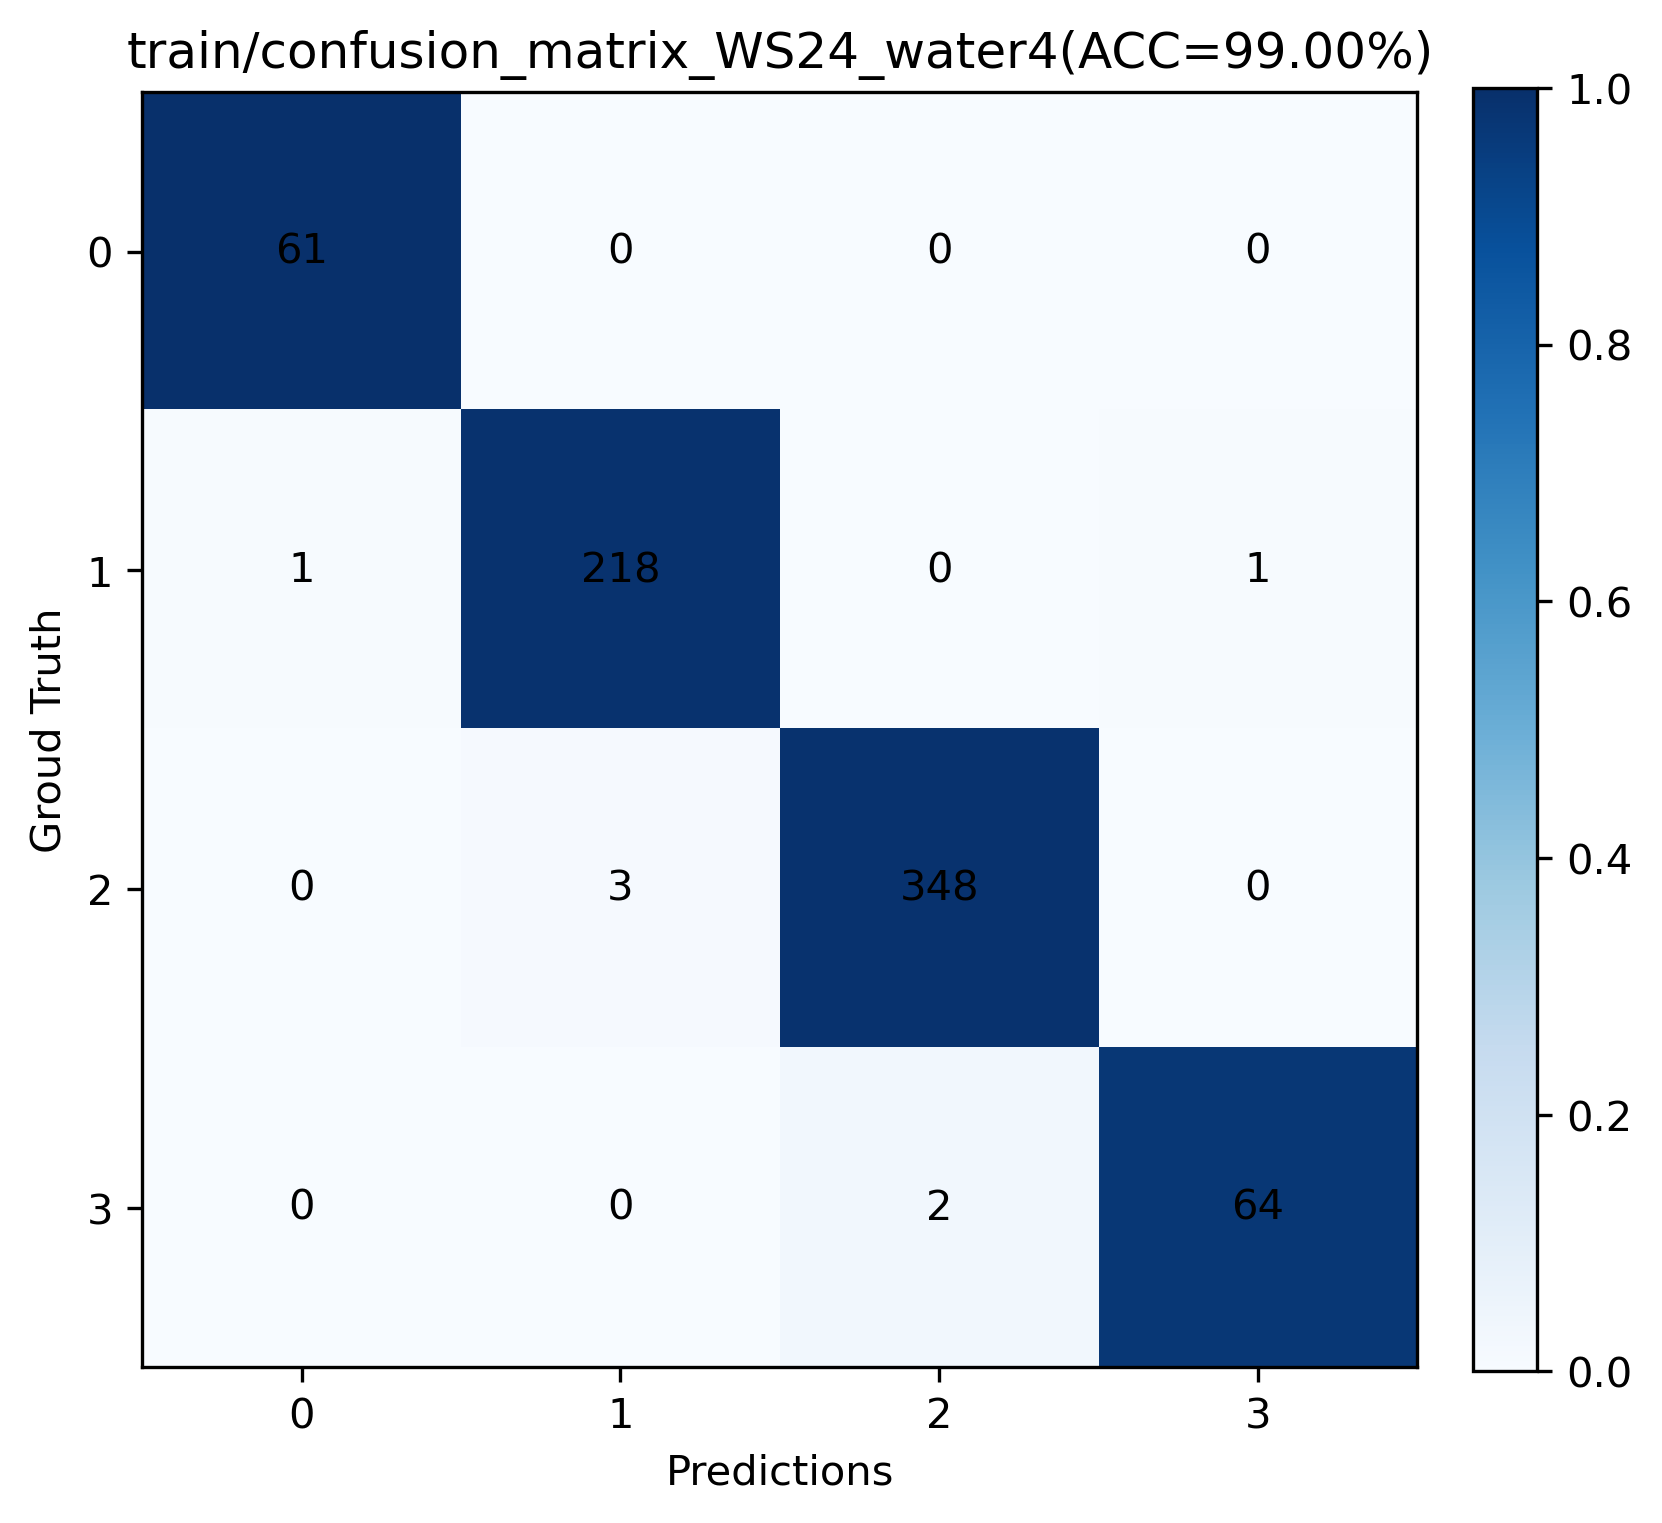 train/confusion_matrix_WS24_water4(ACC=99.00%)
1.0
0 61 0 0 0
0.8
1 1 218 0 1
0.6
Groud Truth
0.4
2 0 3 348 0
0.2
3 0 0 2 64
0.0
0 1 2 3
Predictions